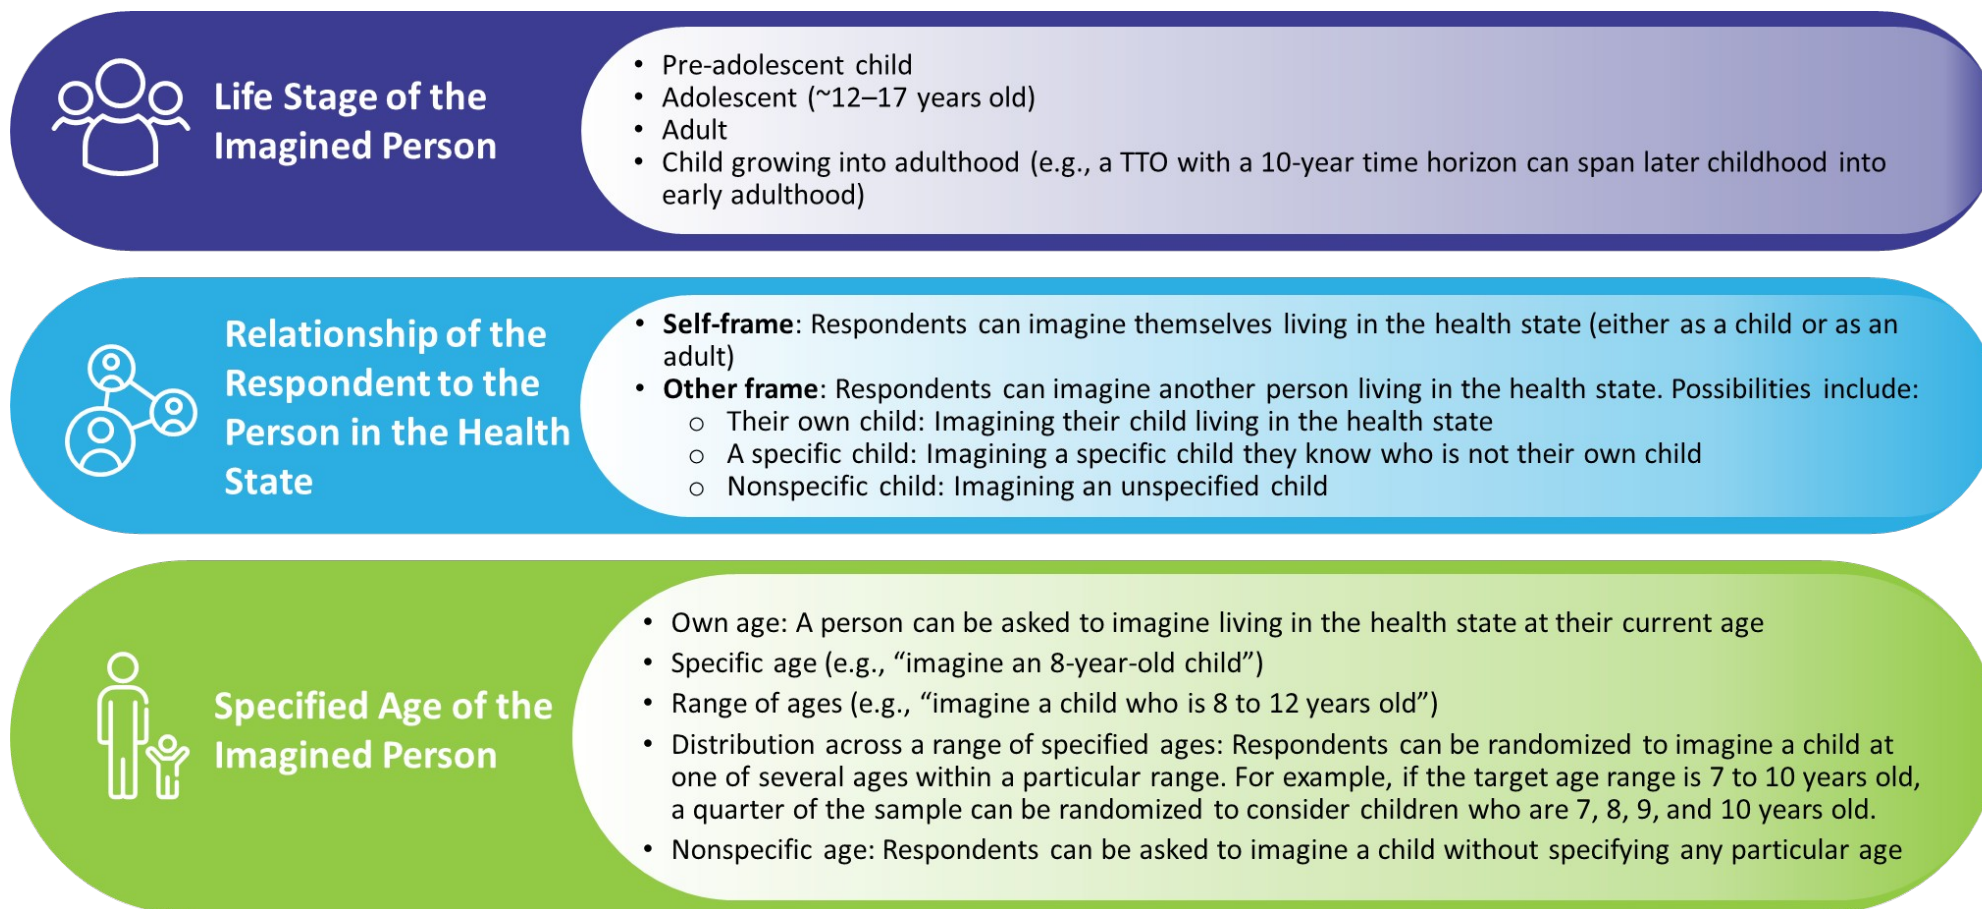 Life Stage of the
Imagined Person
• Pre-adolescent child
• Adolescent (~12–17 years old)
• Adult
• Child growing into adulthood (e.g., a TTO with a 10-year time horizon can span later childhood into
early adulthood)
Relationship of the
Respondent to the
Person in the Health
State
• Self-frame: Respondents can imagine themselves living in the health state (either as a child or as an
adult)
• Other frame: Respondents can imagine another person living in the health state. Possibilities include:
o Their own child: Imagining their child living in the health state
o A specific child: Imagining a specific child they know who is not their own child
o Nonspecific child: Imagining an unspecified child
Specified Age of the
Imagined Person
• Own age: A person can be asked to imagine living in the health state at their current age
• Specific age (e.g., “imagine an 8-year-old child”)
• Range of ages (e.g., “imagine a child who is 8 to 12 years old”)
• Distribution across a range of specified ages: Respondents can be randomized to imagine a child at
one of several ages within a particular range. For example, if the target age range is 7 to 10 years old,
a quarter of the sample can be randomized to consider children who are 7, 8, 9, and 10 years old.
• Nonspecific age: Respondents can be asked to imagine a child without specifying any particular age